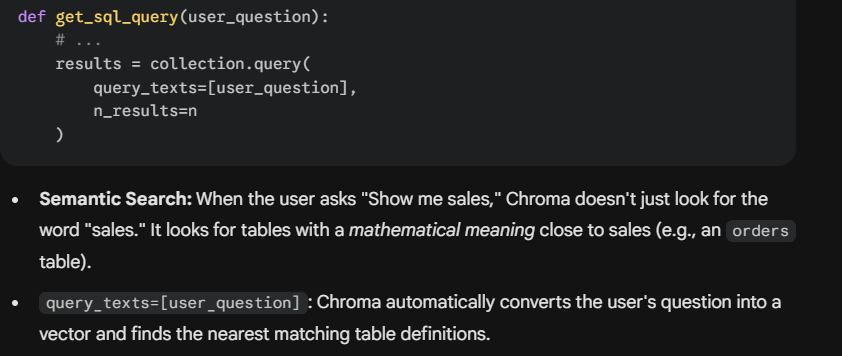 def get_sql_query(user_question):
    # ...
    results = collection.query(
        query_texts=[user_question],
        n_results=n
    )
• Semantic Search: When the user asks "Show me sales," Chroma doesn't just look for the
word "sales." It looks for tables with a mathematical meaning close to sales (e.g., an orders
table).
• query_texts=[user_question] : Chroma automatically converts the user's question into a
vector and finds the nearest matching table definitions.